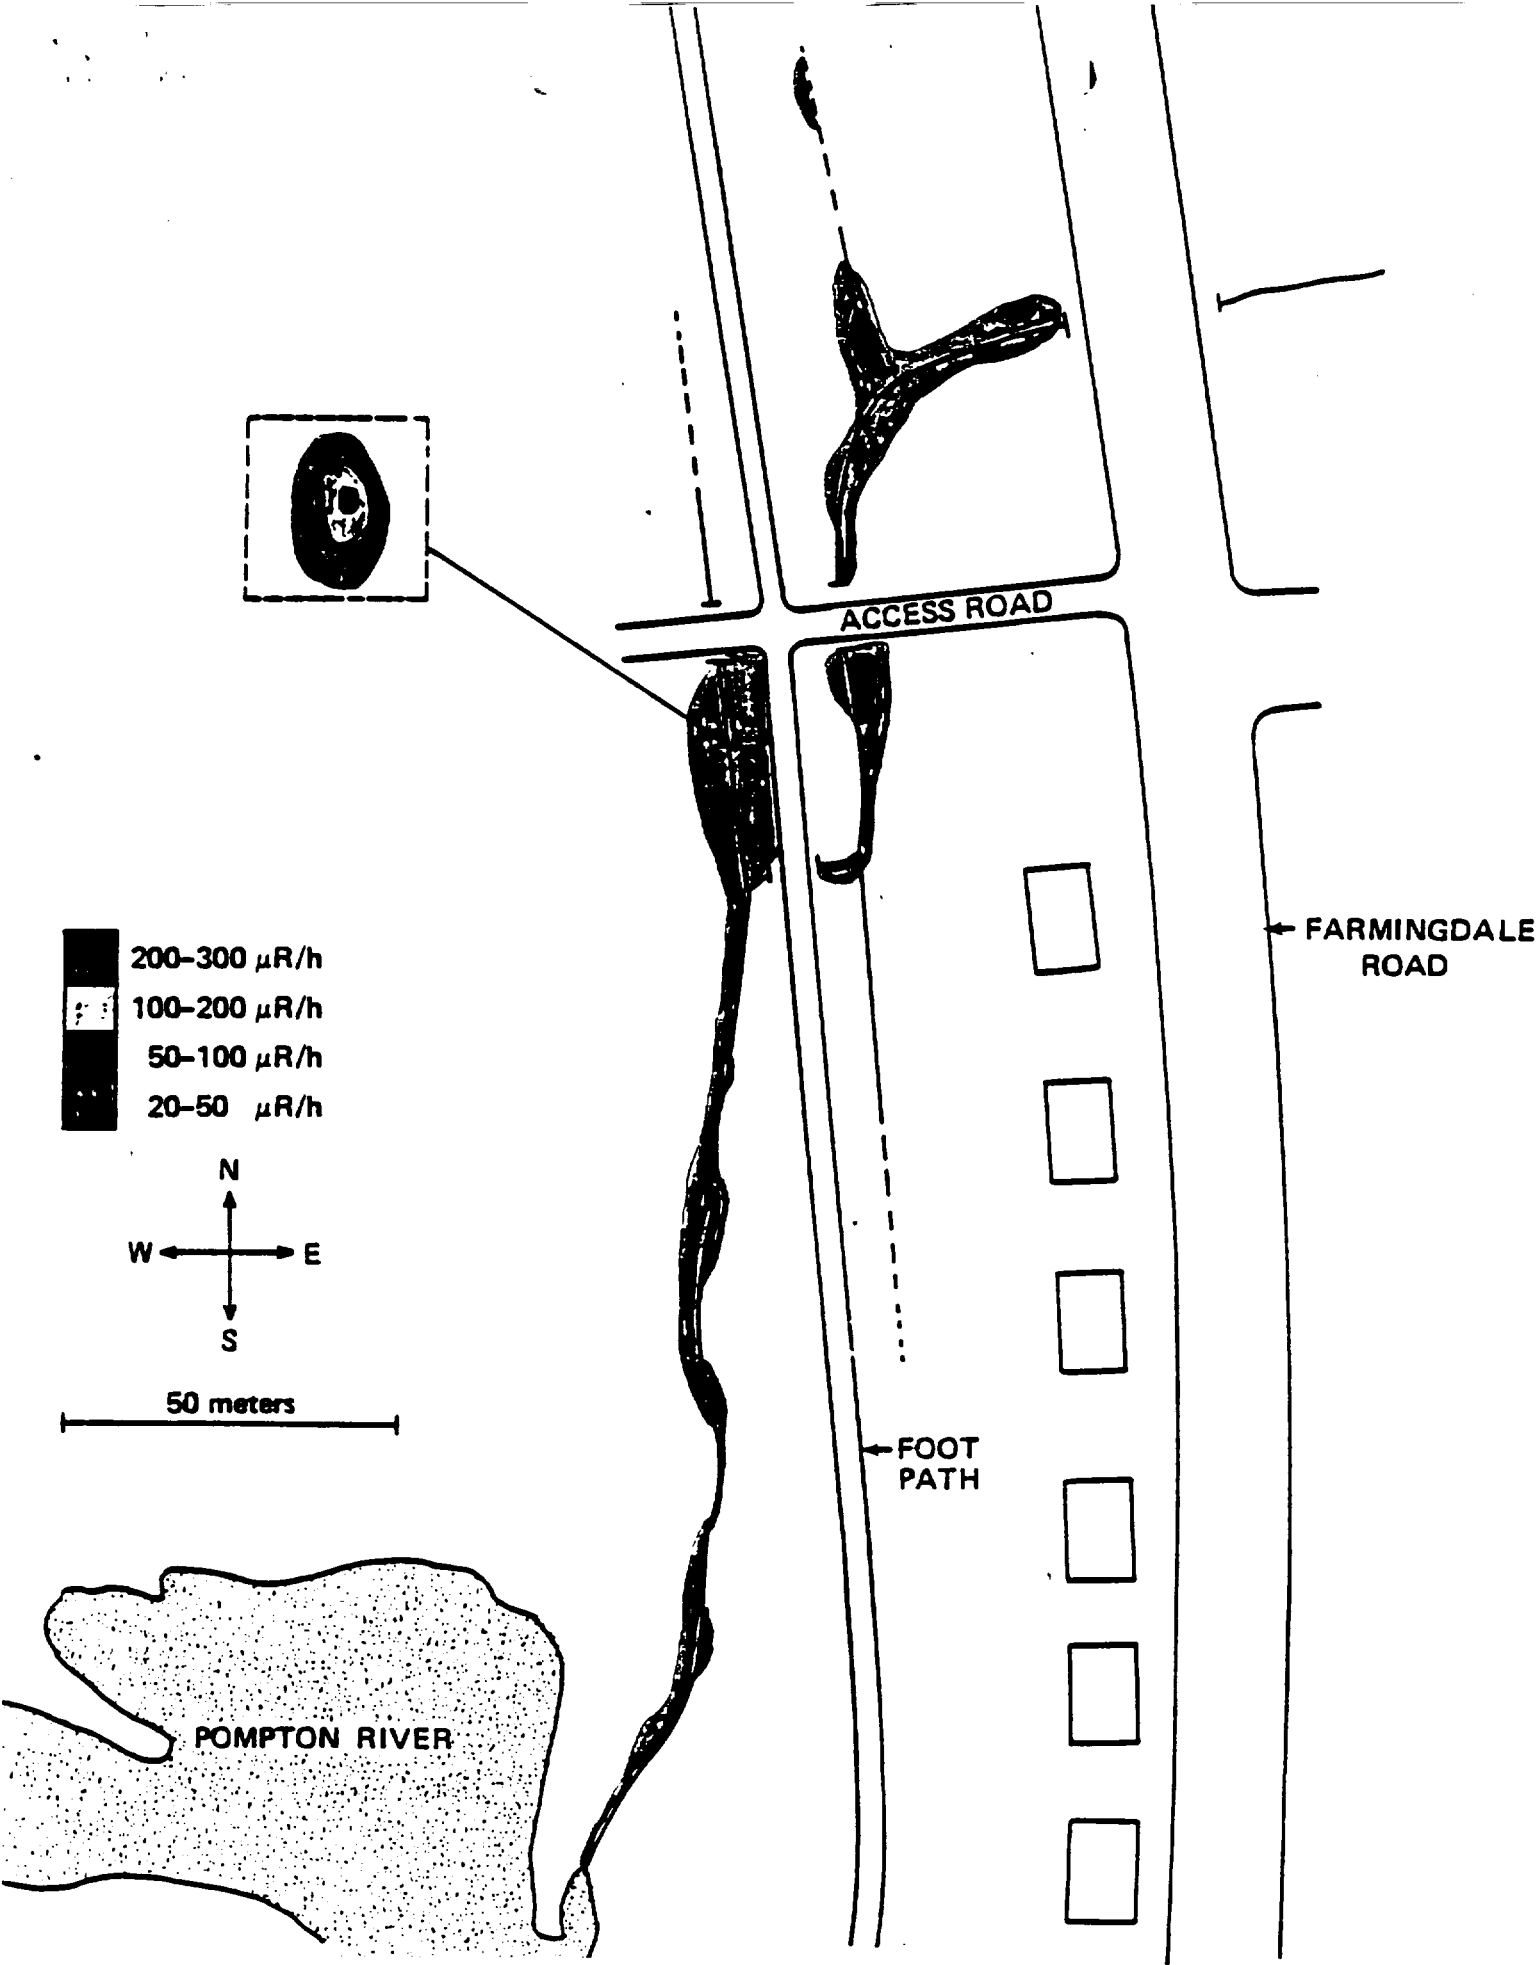 ACCESS ROAD
FARMINGDALE
ROAD
200–300 μR/h
100–200 μR/h
50–100 μR/h
20–50 μR/h
N
W E
S
50 meters
FOOT
PATH
POMPTON RIVER